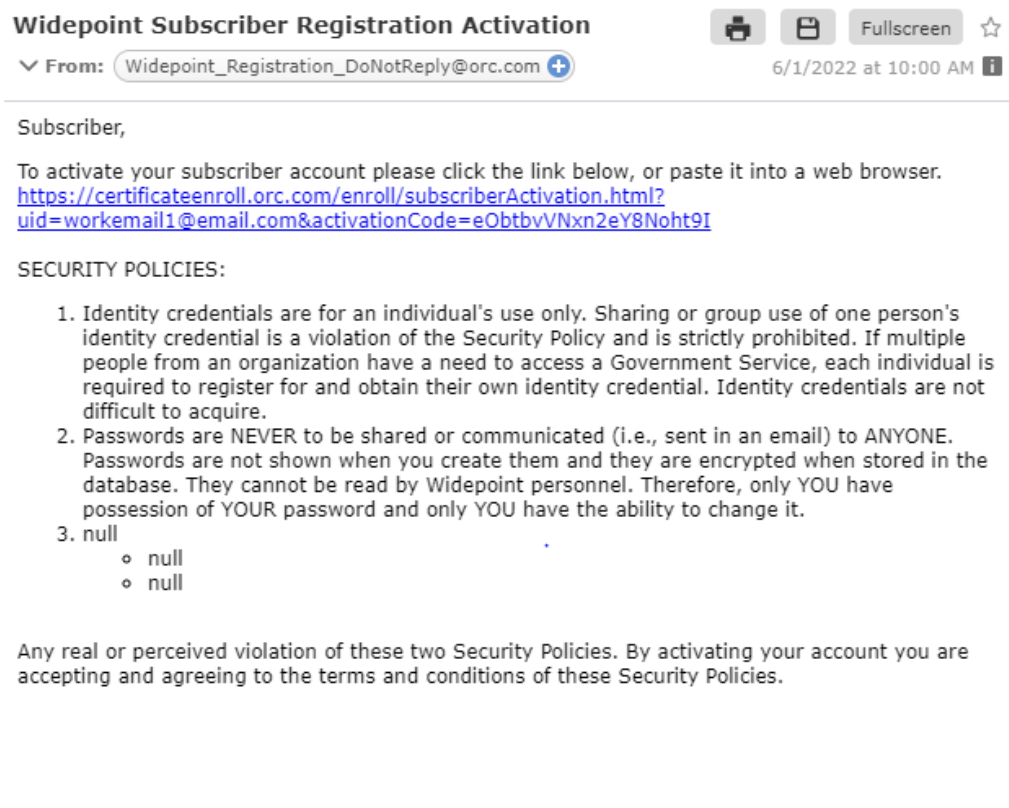 Widepoint Subscriber Registration Activation
Fullscreen
From: Widepoint_Registration_DoNotReply@orc.com
6/1/2022 at 10:00 AM
Subscriber,
To activate your subscriber account please click the link below, or paste it into a web browser.
https://certificateenroll.orc.com/enroll/subscriberActivation.html?
uid=workemail1@email.com&activationCode=eObtbvVNxn2eY8Noht9I
SECURITY POLICIES:
1. Identity credentials are for an individual's use only. Sharing or group use of one person's
identity credential is a violation of the Security Policy and is strictly prohibited. If multiple
people from an organization have a need to access a Government Service, each individual is
required to register for and obtain their own identity credential. Identity credentials are not
difficult to acquire.
2. Passwords are NEVER to be shared or communicated (i.e., sent in an email) to ANYONE.
Passwords are not shown when you create them and they are encrypted when stored in the
database. They cannot be read by Widepoint personnel. Therefore, only YOU have
possession of YOUR password and only YOU have the ability to change it.
3. null
null
null
Any real or perceived violation of these two Security Policies. By activating your account you are
accepting and agreeing to the terms and conditions of these Security Policies.